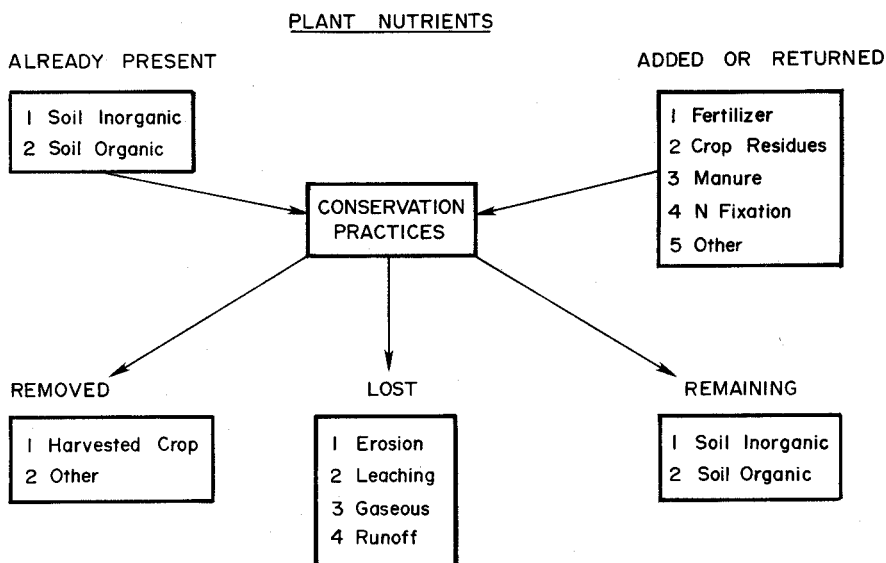 PLANT NUTRIENTS
ALREADY PRESENT
1 Soil Inorganic
2 Soil Organic
ADDED OR RETURNED
1 Fertilizer
2 Crop Residues
3 Manure
4 N Fixation
5 Other
CONSERVATION
PRACTICES
REMOVED
1 Harvested Crop
2 Other
LOST
1 Erosion
2 Leaching
3 Gaseous
4 Runoff
REMAINING
1 Soil Inorganic
2 Soil Organic